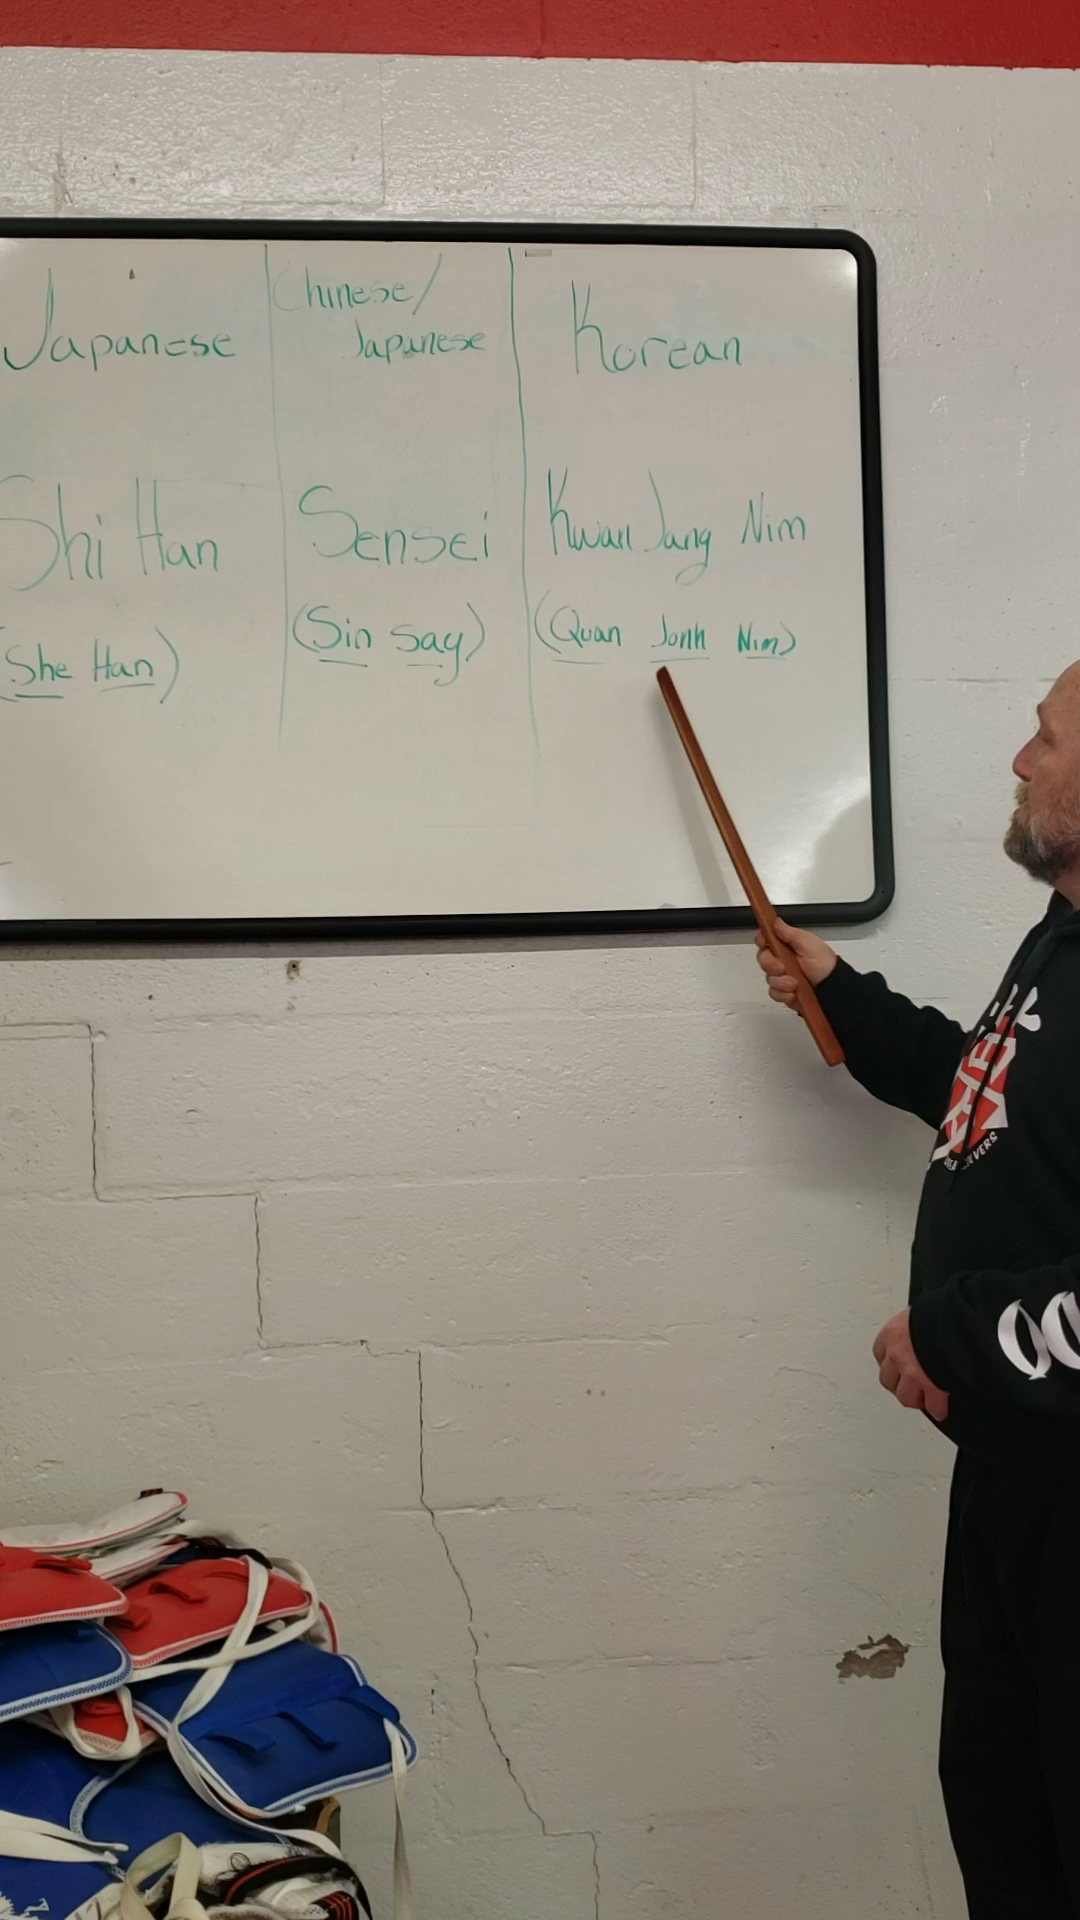 Japanese
Chinese/
Japanese
Korean
Shi Han
Sensei
Kwan Jang Nim
(She Han)
(Sin Say)
(Quan Jonh Nim)